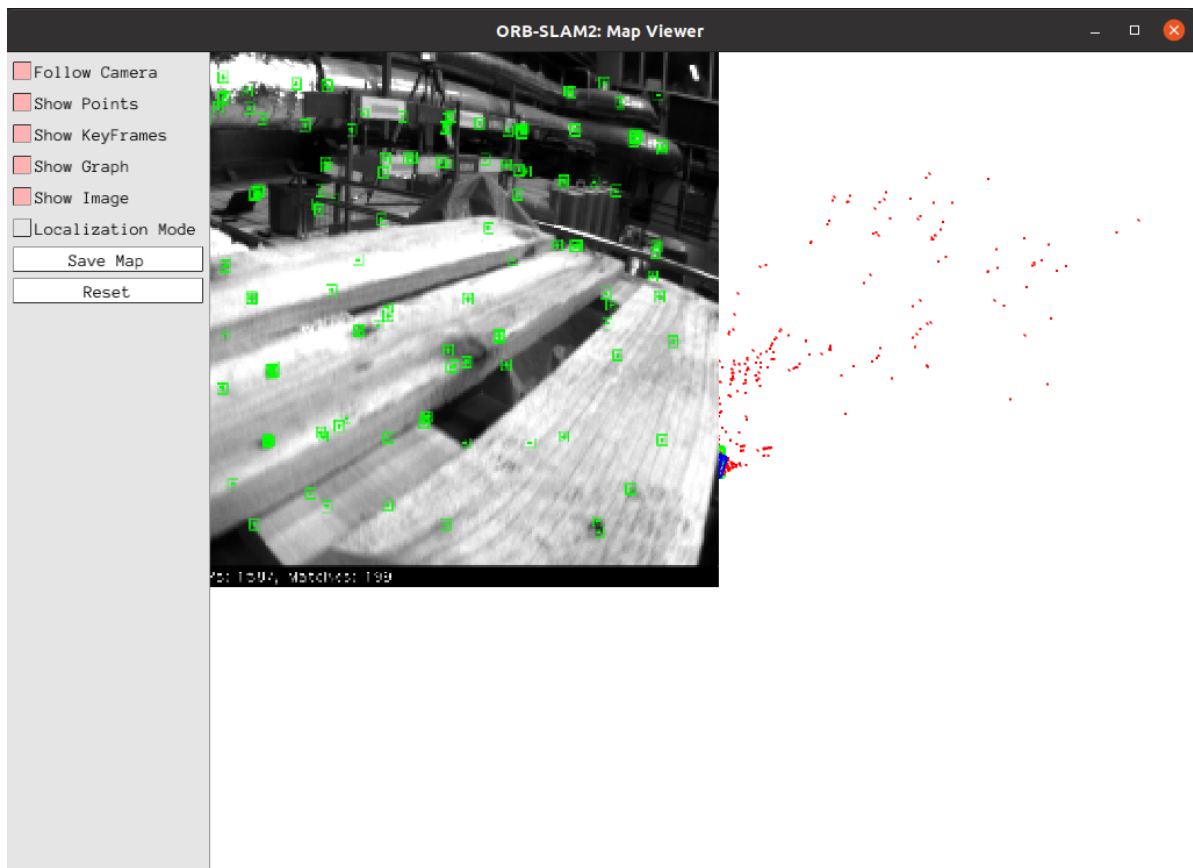 ORB-SLAM2: Map Viewer
Follow Camera
Show Points
Show KeyFrames
Show Graph
Show Image
Localization Mode
Save Map
Reset
Matches: